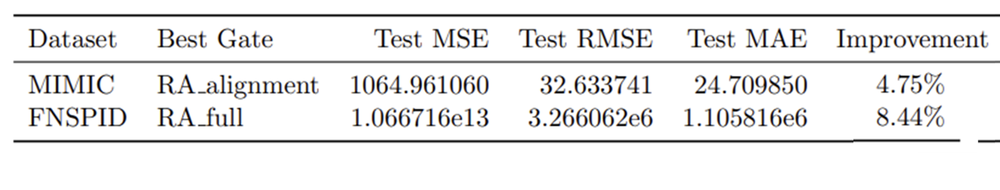 Dataset Best Gate Test MSE Test RMSE Test MAE Improvement
MIMIC RA_alignment 1064.961060 32.633741 24.709850 4.75%
FNSPID RA_full 1.066716e13 3.266062e6 1.105816e6 8.44%